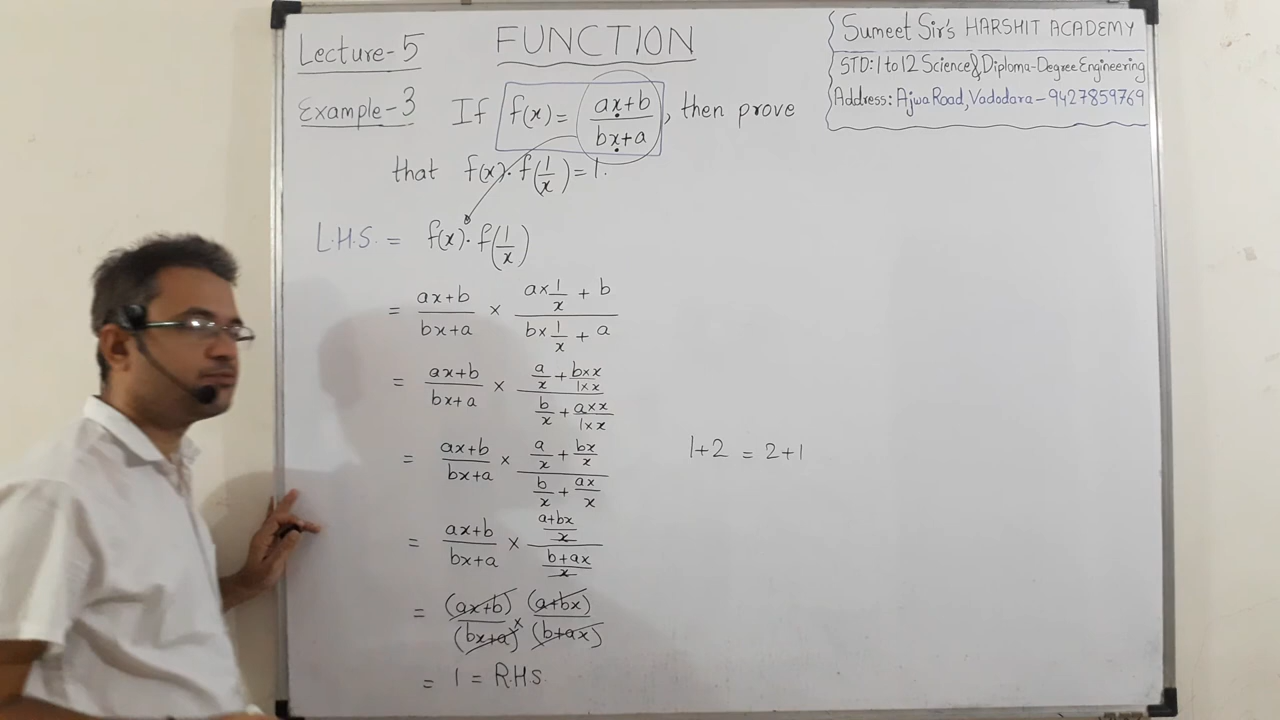 Lecture-5
FUNCTION
Sumeet Sir's HARSHIT ACADEMY
STD:1 to 12 Science & Diploma-Degree Engineering
Address: Ajwa Road, Vadodara - 9427859769
Example-3 If f(x) = (ax+b)/(bx+a), then prove
that f(x). f(1/x) = 1.
L.H.S. = f(x). f(1/x)
= (ax+b)/(bx+a) × (a×1/x + b)/(b×1/x + a)
= (ax+b)/(bx+a) × (a/x + b×x/1×x)/(b/x + a×x/1×x)
= (ax+b)/(bx+a) × (a/x + bx/x)/(b/x + ax/x)
1+2 = 2+1
= (ax+b)/(bx+a) × ((a+bx)/x)/((b+ax)/x)
= (ax+b)/(bx+a) × (a+bx)/(b+ax)
= 1 = R.H.S.